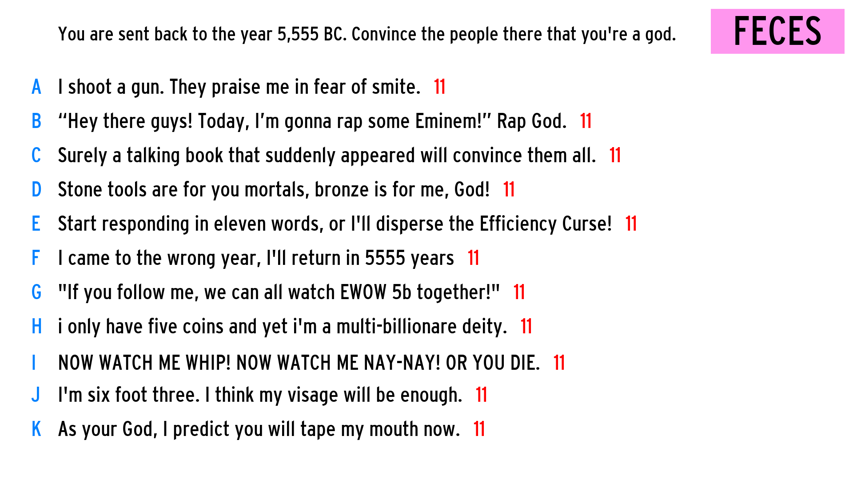 You are sent back to the year 5,555 BC. Convince the people there that you're a god.
FECES
A I shoot a gun. They praise me in fear of smite. 11
B “Hey there guys! Today, I’m gonna rap some Eminem!” Rap God. 11
C Surely a talking book that suddenly appeared will convince them all. 11
D Stone tools are for you mortals, bronze is for me, God! 11
E Start responding in eleven words, or I'll disperse the Efficiency Curse! 11
F I came to the wrong year, I'll return in 5555 years 11
G "If you follow me, we can all watch EWOW 5b together!" 11
H i only have five coins and yet i'm a multi-billionare deity. 11
I NOW WATCH ME WHIP! NOW WATCH ME NAY-NAY! OR YOU DIE. 11
J I'm six foot three. I think my visage will be enough. 11
K As your God, I predict you will tape my mouth now. 11